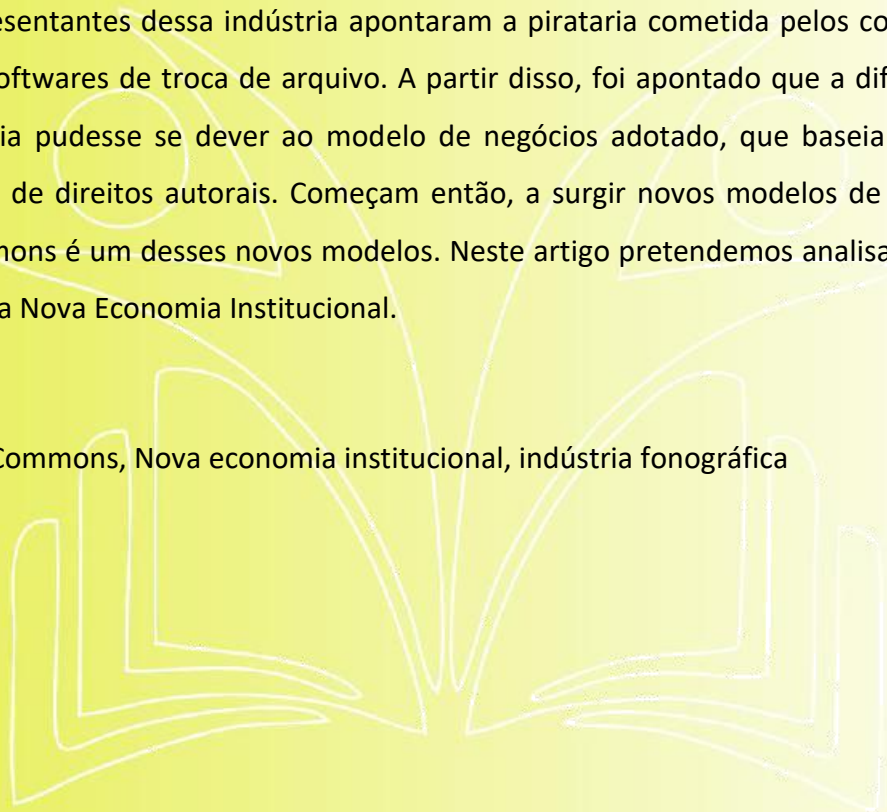 esentantes dessa indústria apontaram a pirataria cometida pelos co
oftwares de troca de arquivo. A partir disso, foi apontado que a dif
ia pudesse se dever ao modelo de negócios adotado, que baseia
de direitos autorais. Começam então, a surgir novos modelos de
mons é um desses novos modelos. Neste artigo pretendemos analisa
a Nova Economia Institucional.
Commons, Nova economia institucional, indústria fonográfica